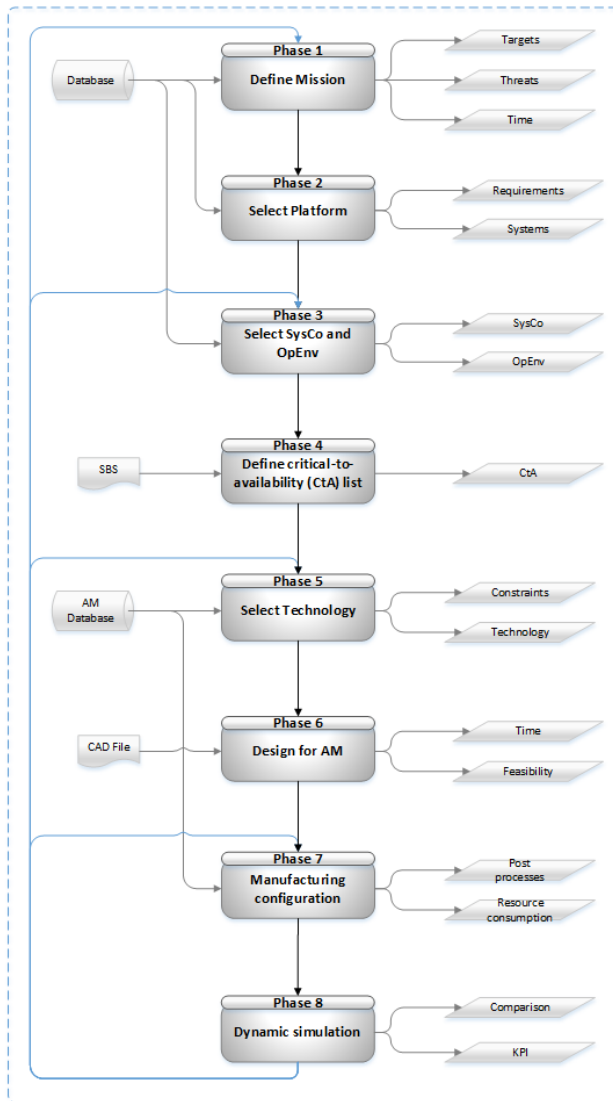 Phase 1
Define Mission
Database
Targets
Threats
Time
Phase 2
Select Platform
Requirements
Systems
Phase 3
Select SysCo and
OpEnv
SysCo
OpEnv
Phase 4
Define critical-to-
availability (CtA) list
SBS
CtA
Phase 5
Select Technology
AM
Database
Constraints
Technology
Phase 6
Design for AM
CAD File
Time
Feasibility
Phase 7
Manufacturing
configuration
Post
processes
Resource
consumption
Phase 8
Dynamic simulation
Comparison
KPI